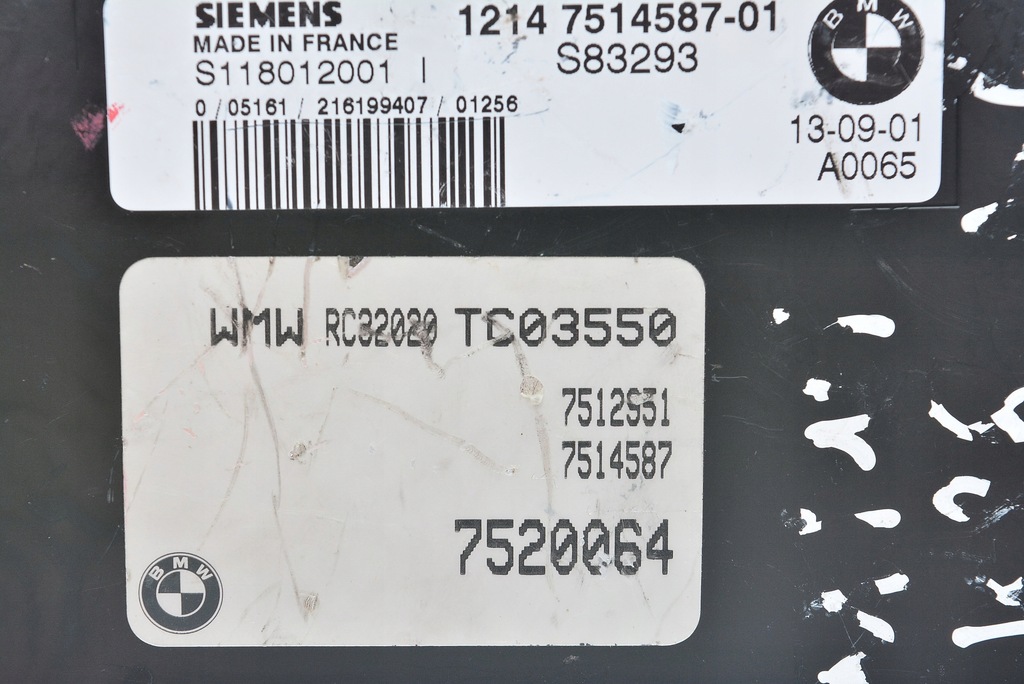 SIEMENS
MADE IN FRANCE
S118012001 |
0 / 05161 / 216199407 / 01256
1214 7514587-01
S83293
BMW
13-09-01
A0065
WMW RC32020 TC03550
7512931
7514587
7520064
BMW